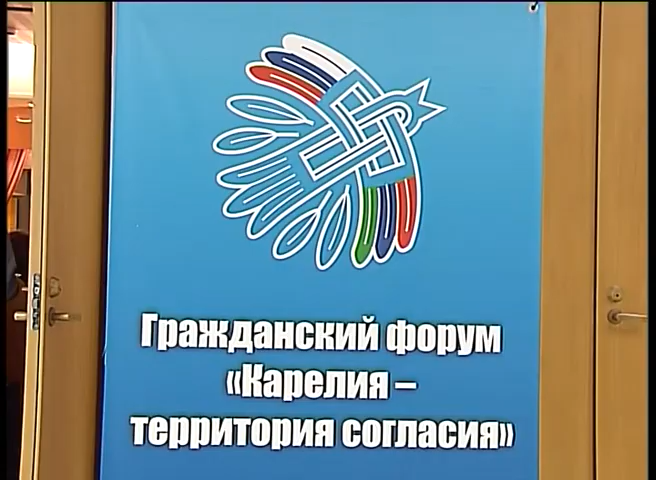 Гражданский форум
«Карелия –
территория согласия»